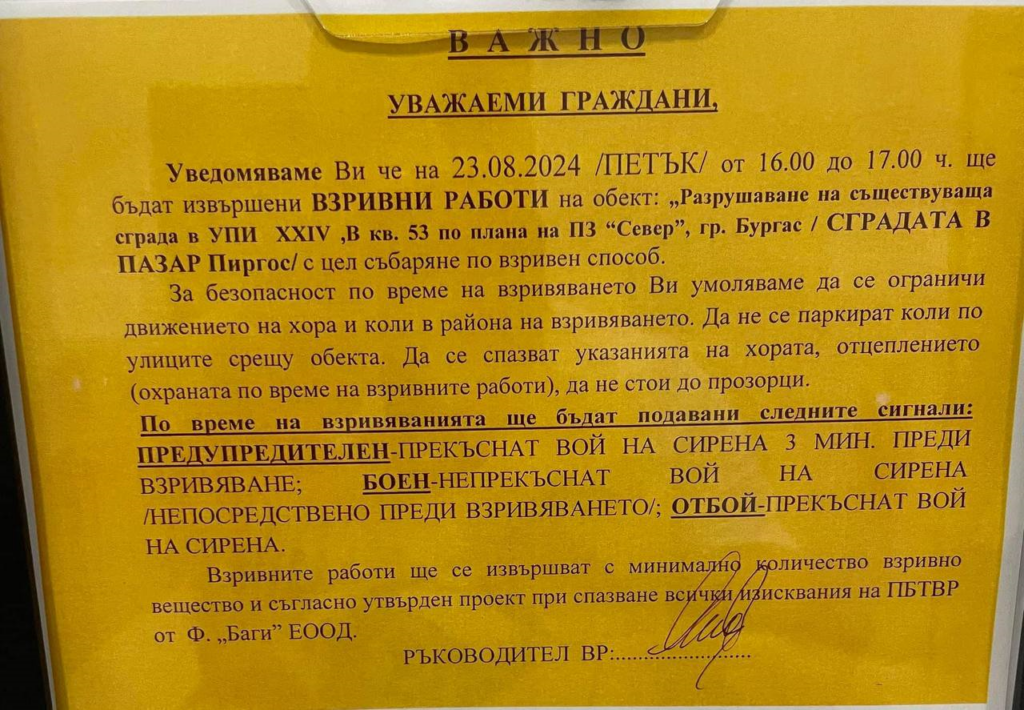 ВАЖНО
УВАЖАЕМИ ГРАЖДАНИ,
Уведомяваме Ви че на 23.08.2024 /ПЕТЪК/ от 16.00 до 17.00 ч. ще
бъдат извършени ВЗРИВНИ РАБОТИ на обект: „Разрушаване на съществуваща
сграда в УПИ XXIV ,В кв. 53 по плана на ПЗ “Север”, гр. Бургас / СГРАДАТА В
ПАЗАР Пиргос/ с цел събаряне по взривен способ.
За безопасност по време на взривяването Ви умоляваме да се ограничи
движението на хора и коли в района на взривяването. Да не се паркират коли по
улиците срещу обекта. Да се спазват указанията на хората, отцеплението
(охраната по време на взривните работи), да не стои до прозорци.
По време на взривяванията ще бъдат подавани следните сигнали:
ПРЕДУПРЕДИТЕЛЕН-ПРЕКЪСНАТ ВОЙ НА СИРЕНА 3 МИН. ПРЕДИ
ВЗРИВЯВАНЕ; БОЕН-НЕПРЕКЪСНАТ ВОЙ НА СИРЕНА
/НЕПОСРЕДСТВЕНО ПРЕДИ ВЗРИВЯВАНЕТО/; ОТБОЙ-ПРЕКЪСНАТ ВОЙ
НА СИРЕНА.
Взривните работи ще се извършват с минимално количество взривно
вещество и съгласно утвърден проект при спазване всички изисквания на ПБТВР
от Ф. „Баги” ЕООД.
РЪКОВОДИТЕЛ ВР:........................